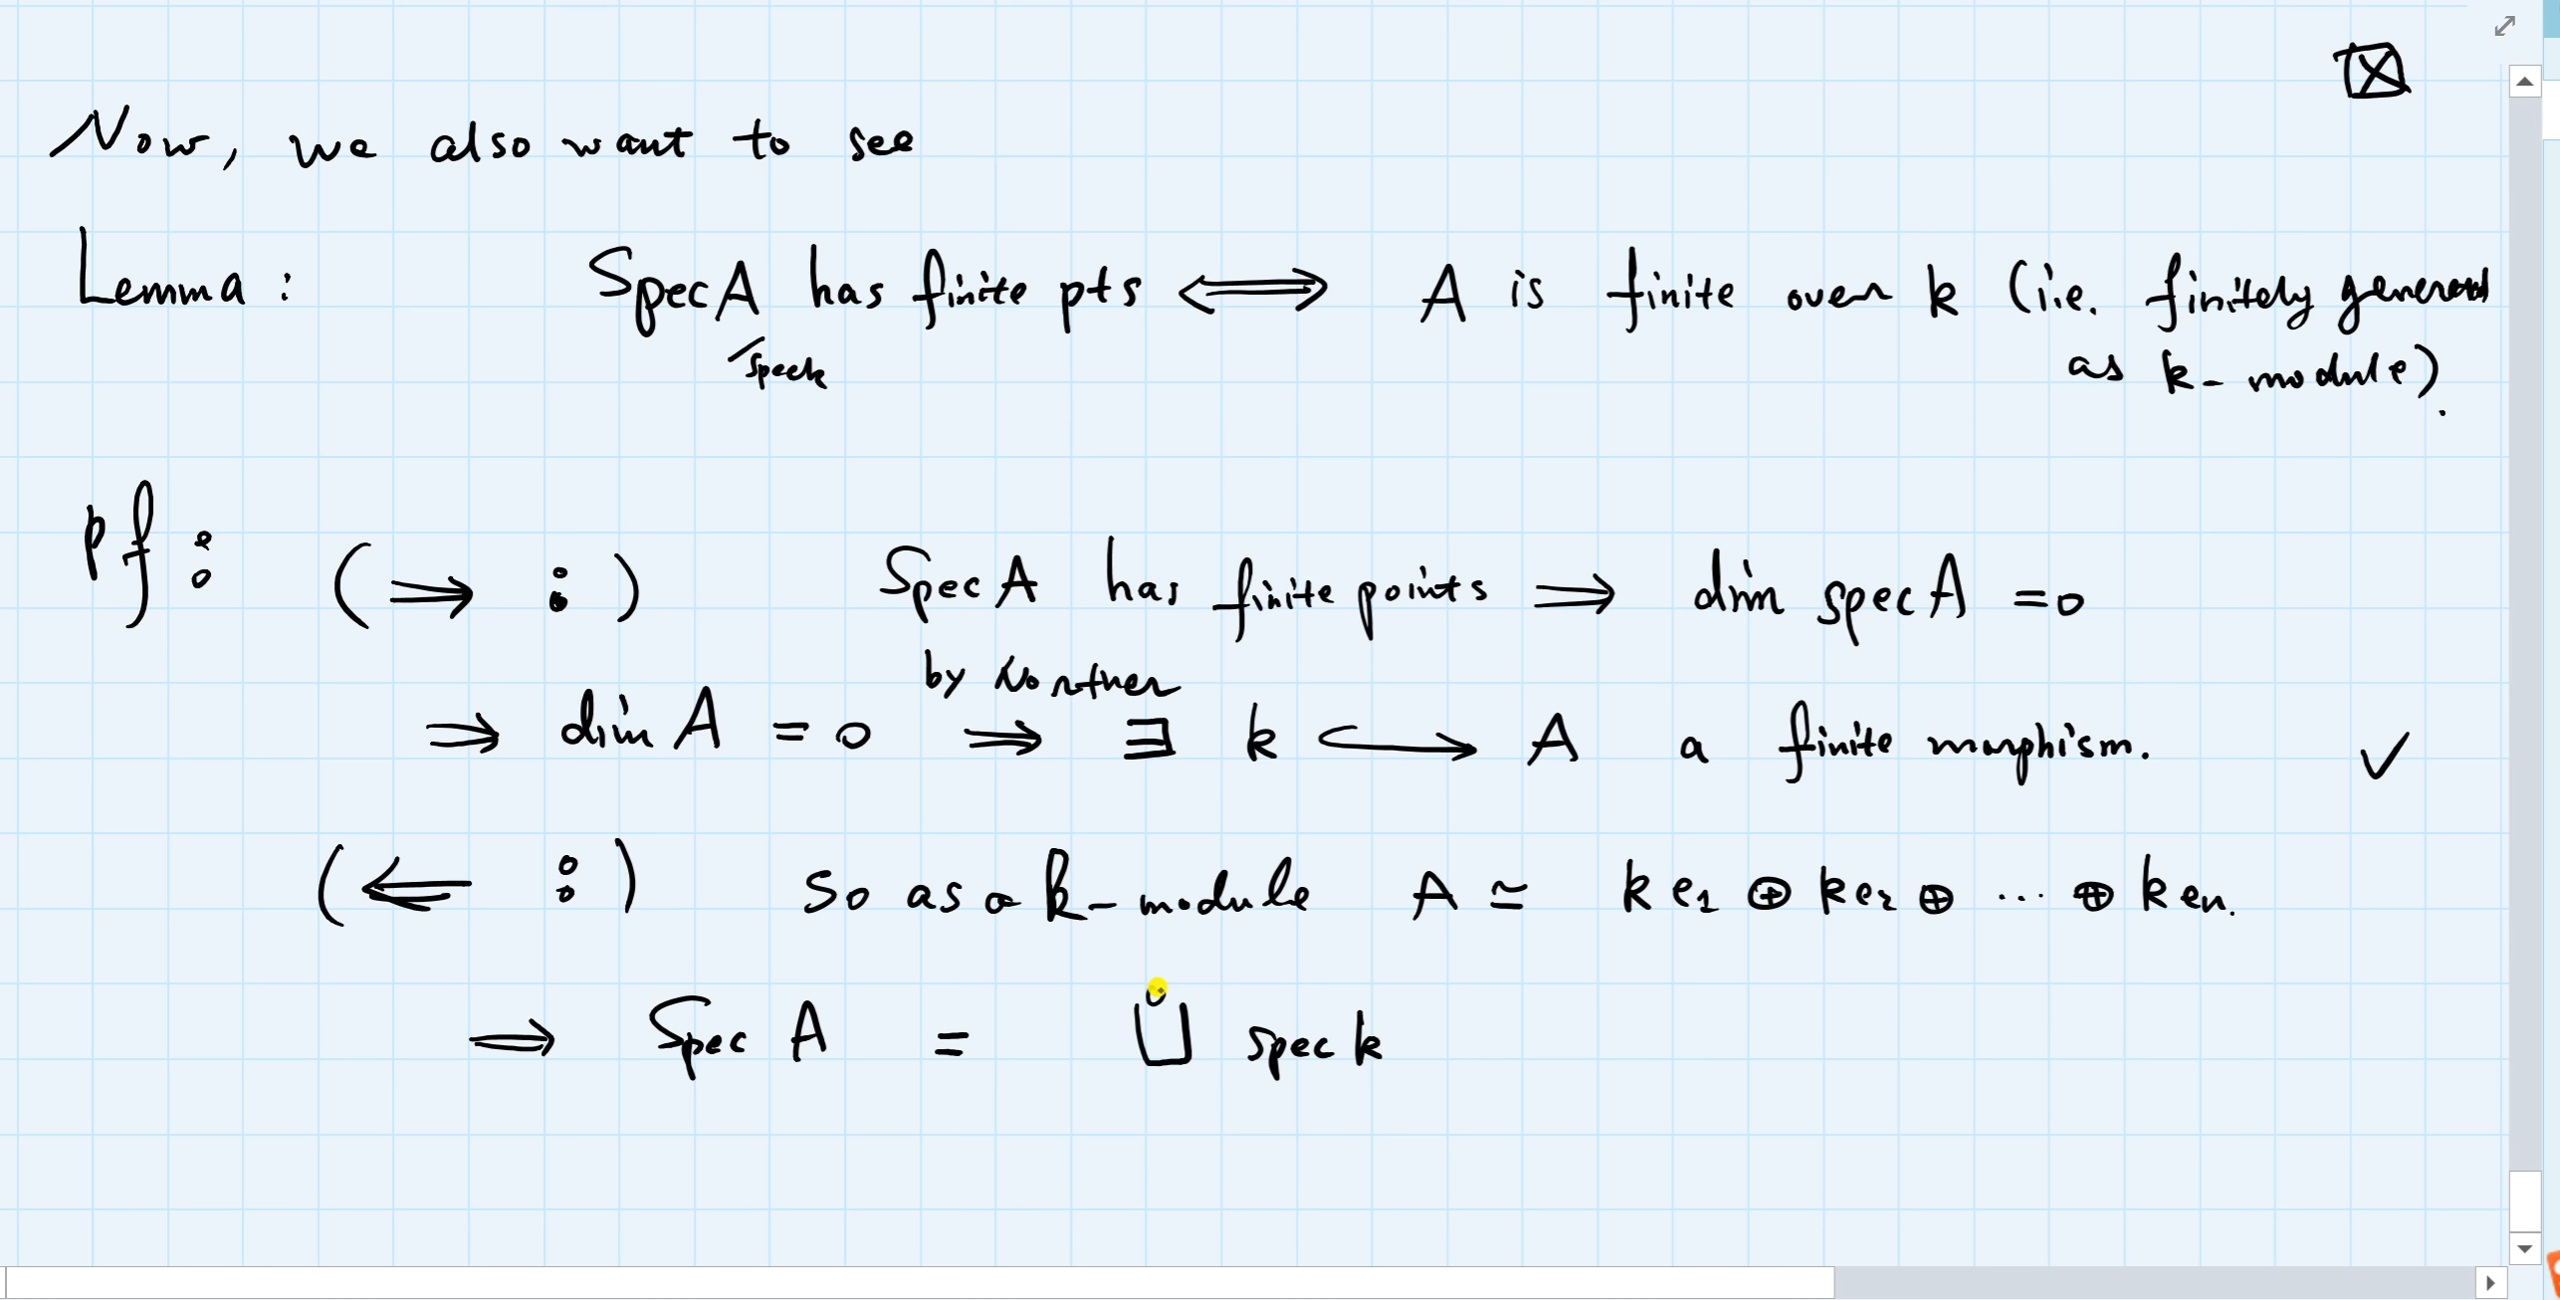 Now, we also want to see
Lemma : Spec A has finite pts ⟺ A is finite over k (i.e. finitely generated
/spec k as k-module).
pf : (⟹ :) Spec A has finite points ⟹ dim spec A = 0
by Noether
⟹ dim A = 0 ⟹ ∃ k ↪ A a finite morphism. ✓
(⟸ :) So as a k-module A ≃ ke₁ ⊕ ke₂ ⊕ ... ⊕ keₙ.
⟹ Spec A = ⊔ spec k